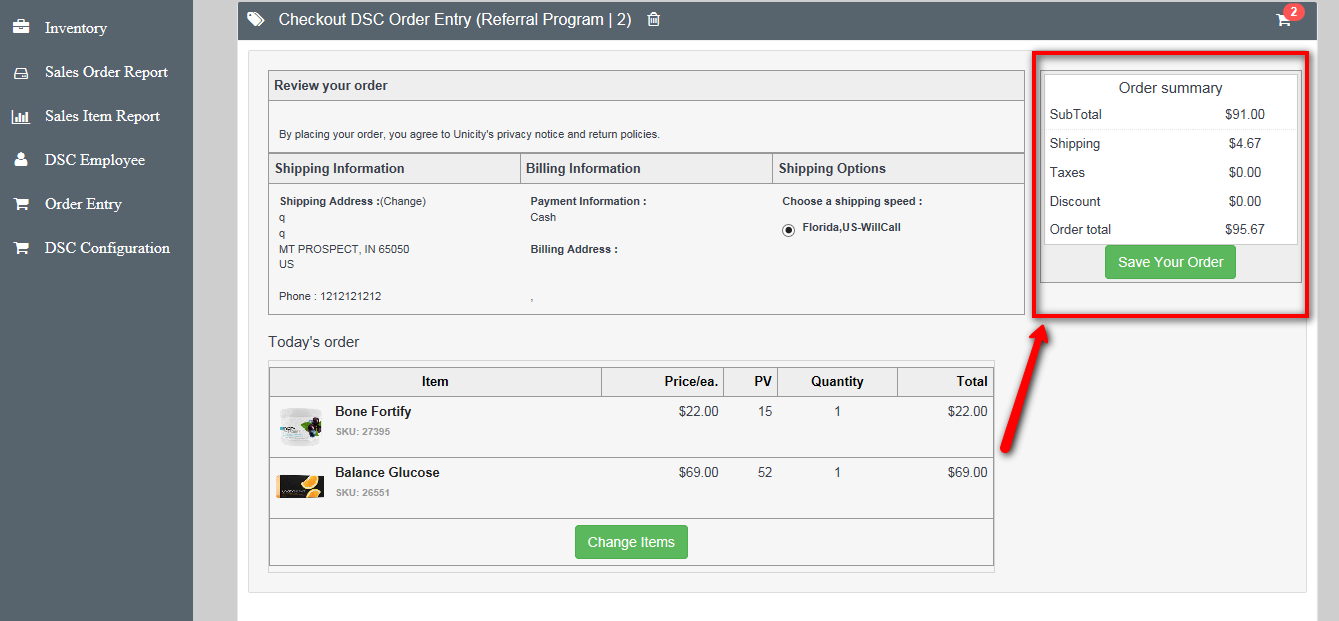 Inventory
Sales Order Report
Sales Item Report
DSC Employee
Order Entry
DSC Configuration
Checkout DSC Order Entry (Referral Program | 2)
2
Review your order
By placing your order, you agree to Unicity's privacy notice and return policies.
Shipping Information Billing Information Shipping Options
Shipping Address :(Change)
q
q
MT PROSPECT, IN 65050
US
Phone : 1212121212
Payment Information :
Cash
Billing Address :
,
Choose a shipping speed :
Florida,US-WillCall
Order summary
SubTotal $91.00
Shipping $4.67
Taxes $0.00
Discount $0.00
Order total $95.67
Save Your Order
Today's order
Item Price/ea. PV Quantity Total
Bone Fortify $22.00 15 1 $22.00
SKU: 27395
Balance Glucose $69.00 52 1 $69.00
SKU: 26551
Change Items